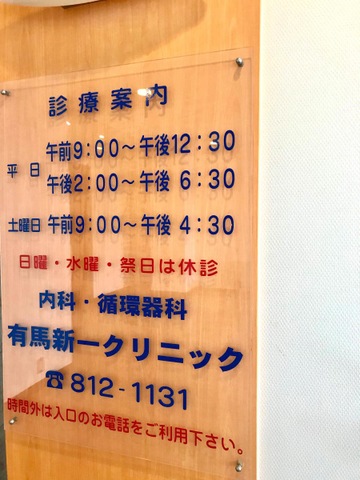 診療案内
平日 午前9:00～午後12:30
午後2:00～午後 6:30
土曜日 午前9:00～午後 4:30
日曜・水曜・祭日は休診
内科・循環器科
有馬新一クリニック
☎812-1131
時間外は入口のお電話をご利用下さい。